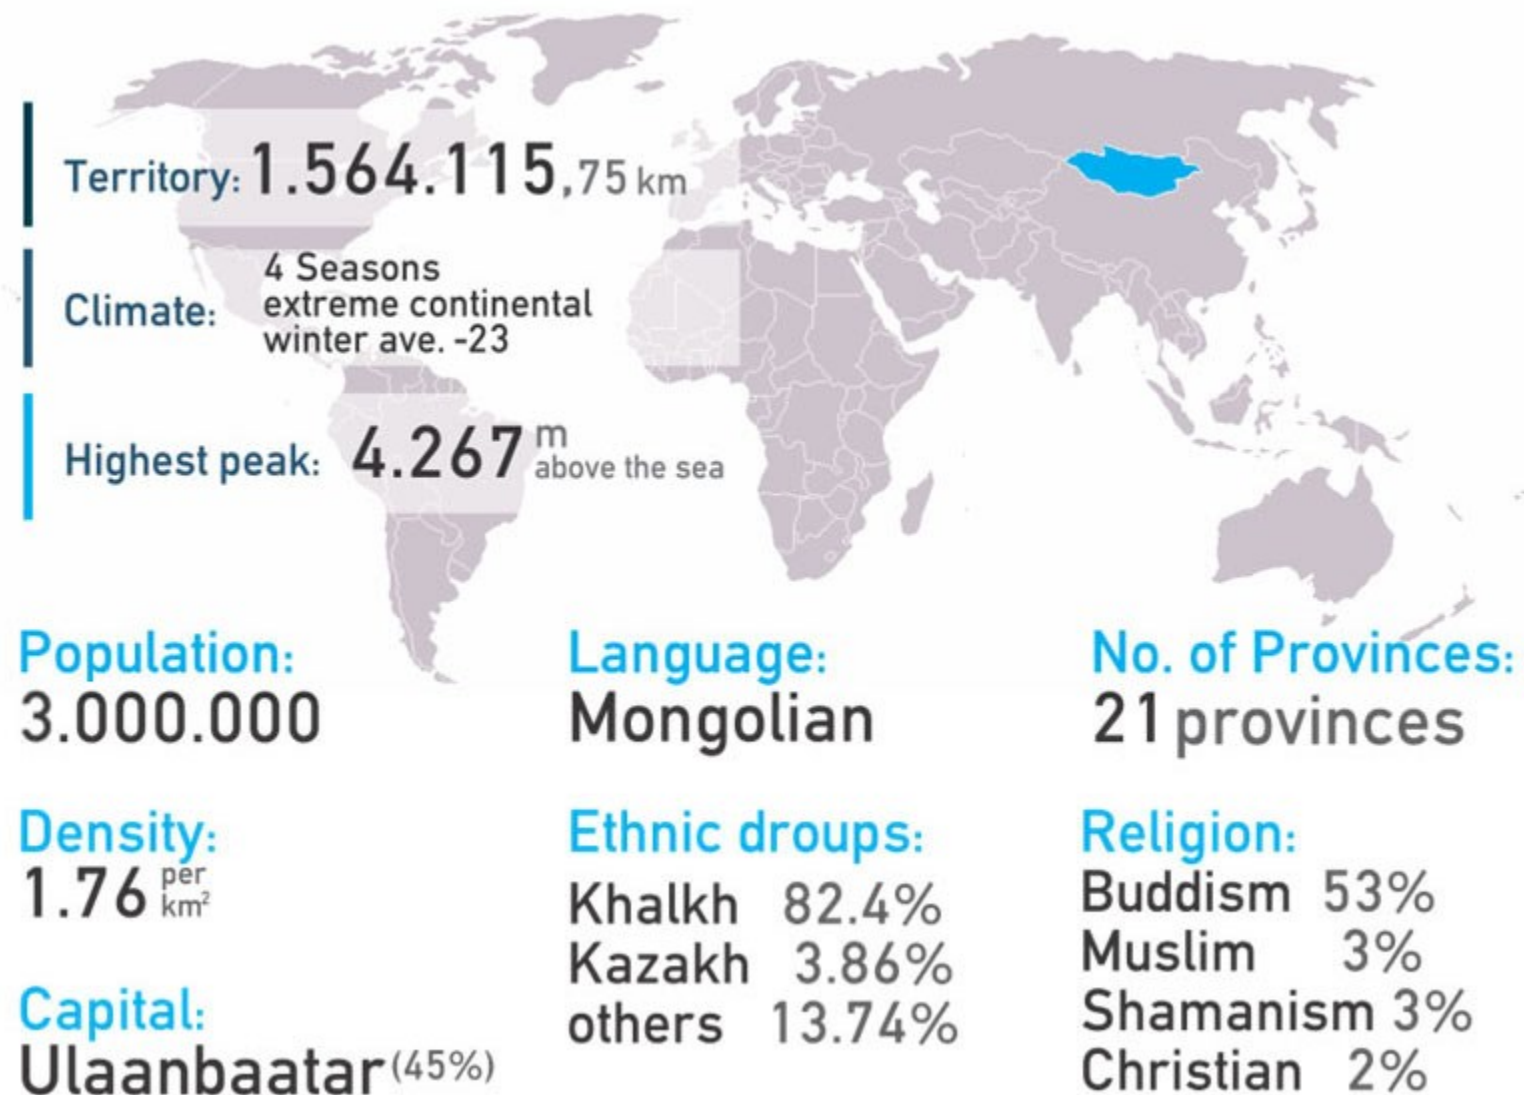 Territory: 1.564.115,75 km
Climate: 4 Seasons
extreme continental
winter ave. -23
Highest peak: 4.267 m
above the sea
Population:
3.000.000
Language:
Mongolian
No. of Provinces:
21 provinces
Density:
1.76 per
km²
Ethnic droups:
Khalkh 82.4%
Kazakh 3.86%
others 13.74%
Religion:
Buddism 53%
Muslim 3%
Shamanism 3%
Christian 2%
Capital:
Ulaanbaatar (45%)